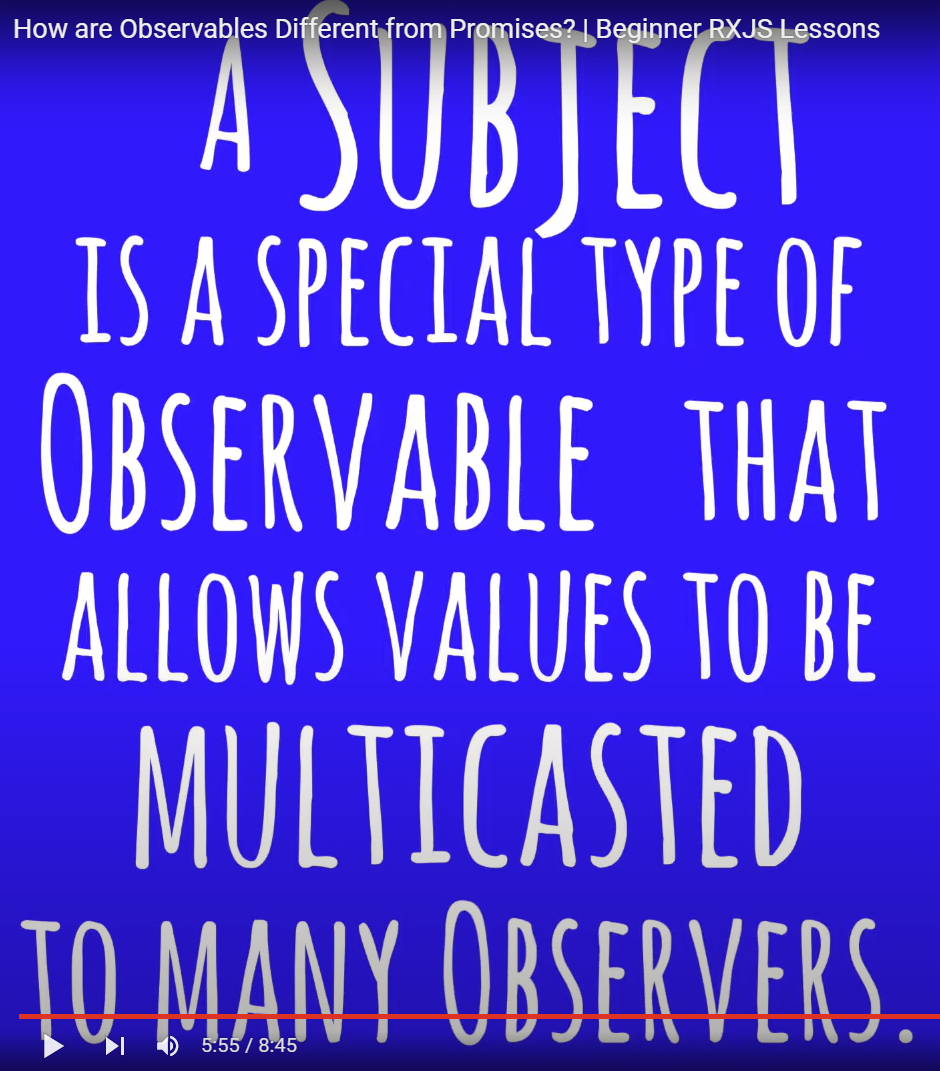 How are Observables Different from Promises? | Beginner RXJS Lessons
A SUBJECT
IS A SPECIAL TYPE OF
OBSERVABLE THAT
ALLOWS VALUES TO BE
MULTICASTED
TO MANY OBSERVERS.
5:55 / 8:45